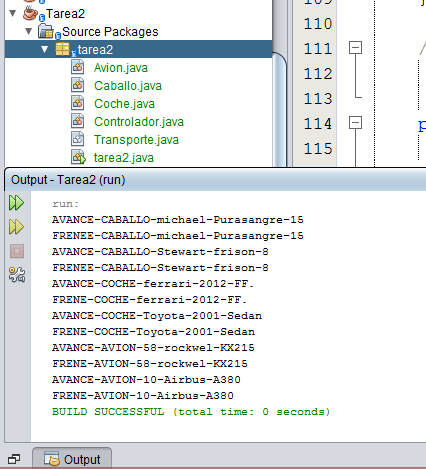 Tarea2
Source Packages
tarea2
Avion.java
Caballo.java
Coche.java
Controlador.java
Transporte.java
tarea2.java
110
111
112
113
114
115
Output - Tarea2 (run)
run:
AVANCE-CABALLO-michael-Purasangre-15
FRENEE-CABALLO-michael-Purasangre-15
AVANCE-CABALLO-Stewart-frison-8
FRENEE-CABALLO-Stewart-frison-8
AVANCE-COCHE-ferrari-2012-FF.
FRENE-COCHE-ferrari-2012-FF.
AVANCE-COCHE-Toyota-2001-Sedan
FRENE-COCHE-Toyota-2001-Sedan
AVANCE-AVION-58-rockwel-KX215
FRENE-AVION-58-rockwel-KX215
AVANCE-AVION-10-Airbus-A380
FRENE-AVION-10-Airbus-A380
BUILD SUCCESSFUL (total time: 0 seconds)
Output